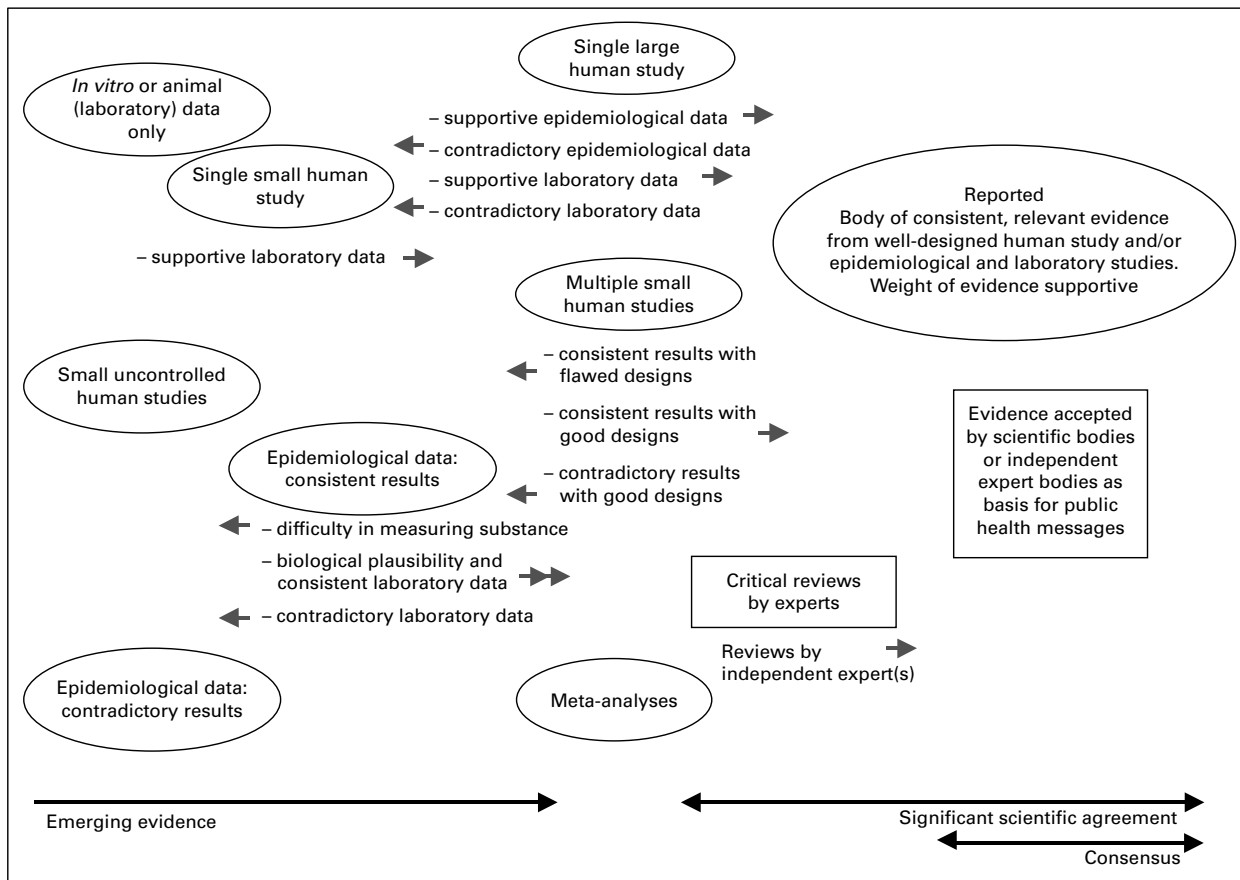 Single large
human study
In vitro or animal
(laboratory) data
only
– supportive epidemiological data
– contradictory epidemiological data
Single small human
study
– supportive laboratory data
– contradictory laboratory data
– supportive laboratory data
Reported
Body of consistent, relevant evidence
from well-designed human study and/or
epidemiological and laboratory studies.
Weight of evidence supportive
Multiple small
human studies
– consistent results with
flawed designs
– consistent results with
good designs
– contradictory results
with good designs
Small uncontrolled
human studies
Evidence accepted
by scientific bodies
or independent
expert bodies as
basis for public
health messages
Epidemiological data:
consistent results
– difficulty in measuring substance
– biological plausibility and
consistent laboratory data
– contradictory laboratory data
Critical reviews
by experts
Reviews by
independent expert(s)
Epidemiological data:
contradictory results
Meta-analyses
Emerging evidence
Significant scientific agreement
Consensus